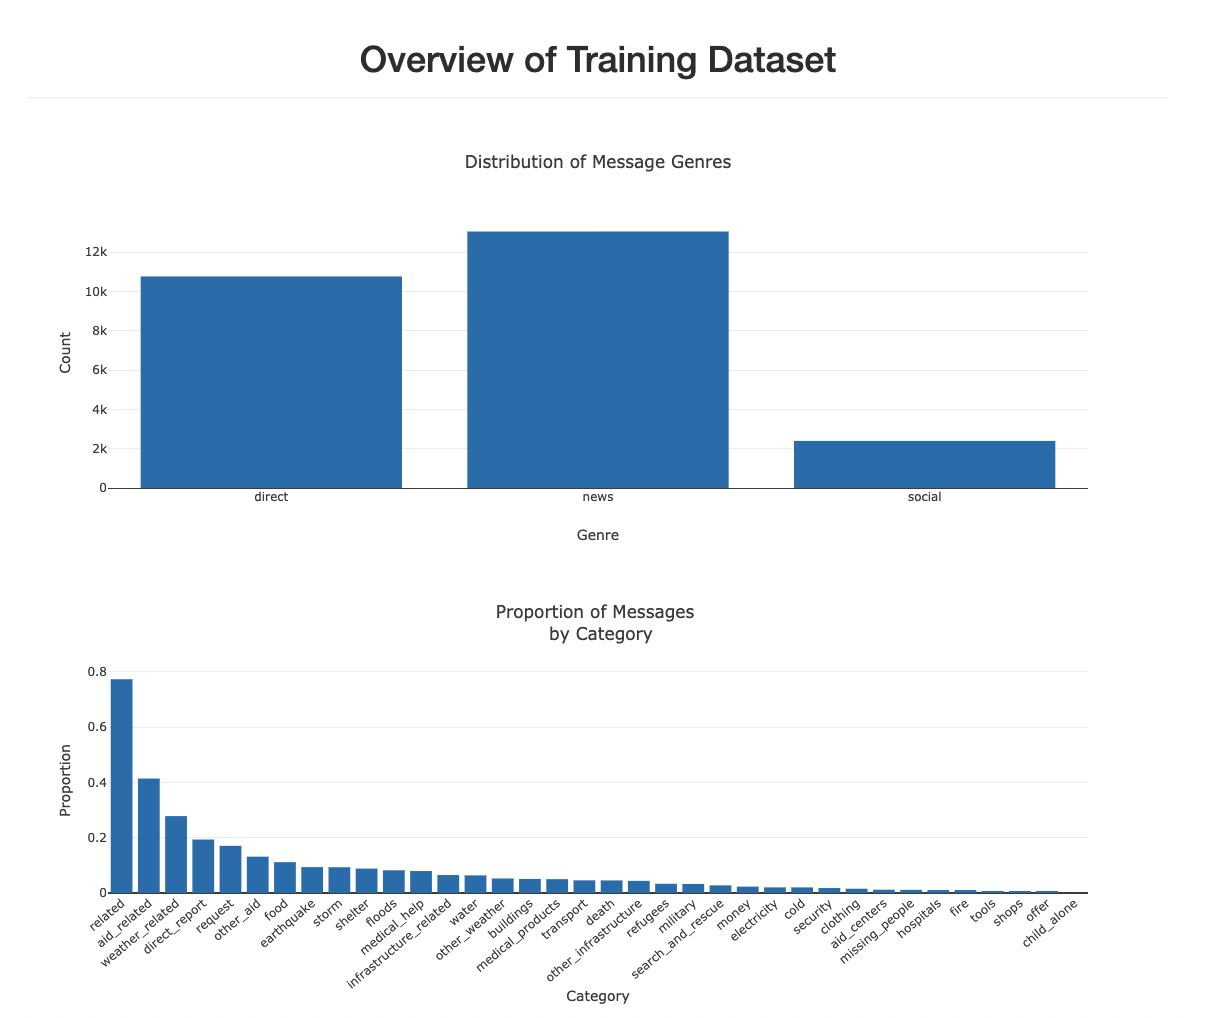 Overview of Training Dataset
Distribution of Message Genres
12k
10k
8k
6k
4k
2k
0
Count
direct
news
social
Genre
Proportion of Messages
by Category
0.8
0.6
0.4
0.2
0
Proportion
related
aid_related
weather_related
direct_report
request
other_aid
food
earthquake
storm
shelter
floods
medical_help
infrastructure_related
water
other_weather
buildings
medical_products
transport
death
other_infrastructure
refugees
military
search_and_rescue
money
electricity
cold
security
clothing
aid_centers
missing_people
hospitals
fire
tools
shops
offer
child_alone
Category